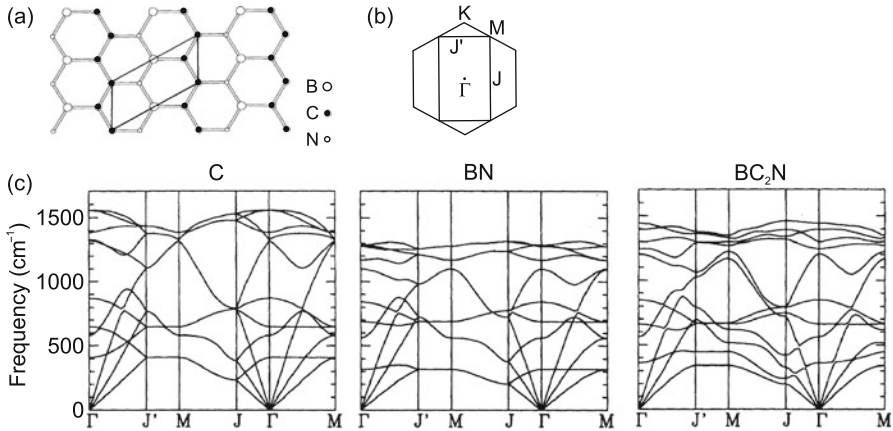 (a)
B
C
N
(b)
K
M
J'
J
Γ
(c)
C
BN
BC₂N
Frequency (cm⁻¹)
1500
1000
500
0
Γ J' M J Γ M
Γ J' M J Γ M
Γ J' M J Γ M